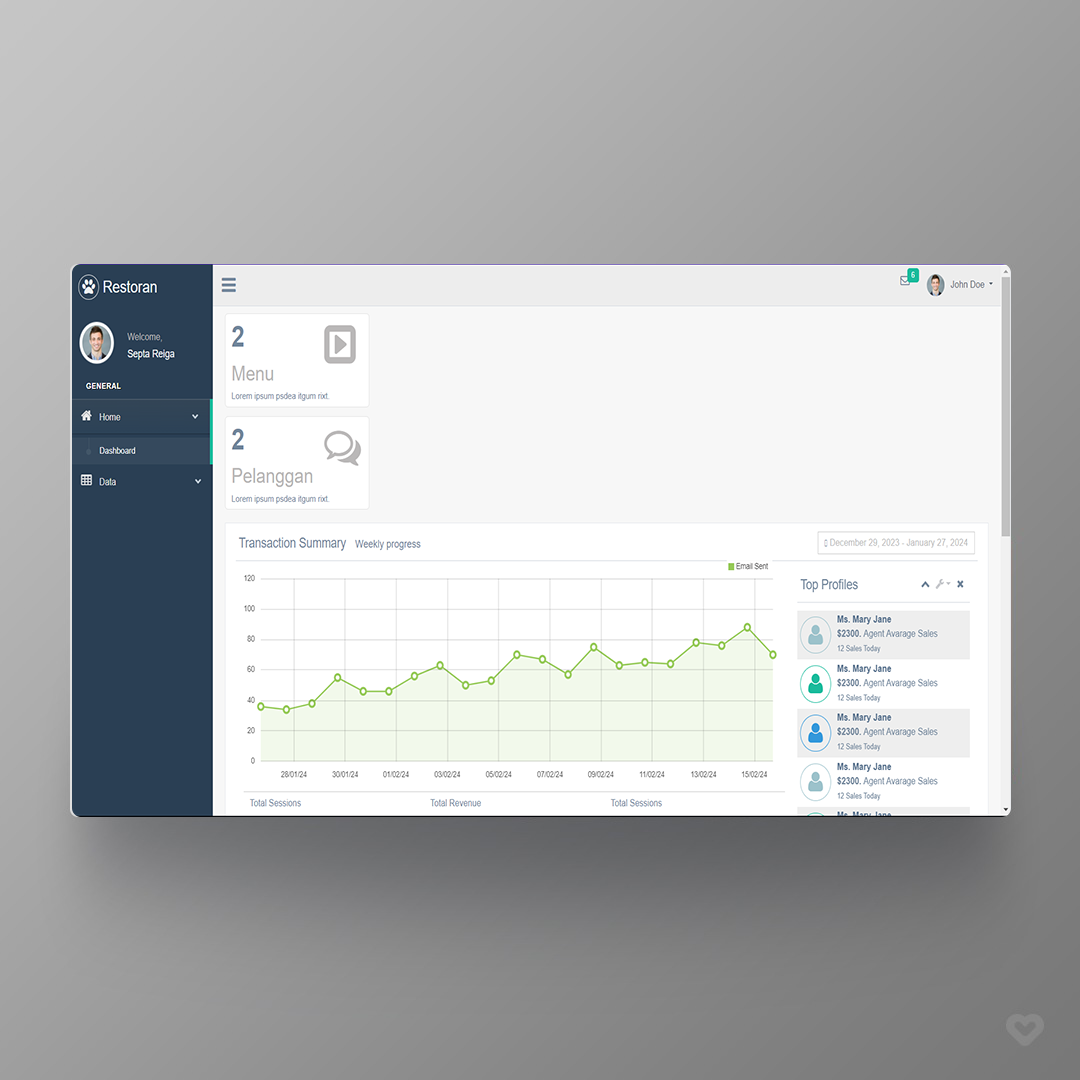 Restoran
Welcome,
Septa Reiga
GENERAL
Home
Dashboard
Data
6
John Doe
2
Menu
Lorem ipsum psdea itgum rixt.
2
Pelanggan
Lorem ipsum psdea itgum rixt.
Transaction Summary Weekly progress
December 29, 2023 - January 27, 2024
Email Sent
120
100
80
60
40
20
0
28/01/24 30/01/24 01/02/24 03/02/24 05/02/24 07/02/24 09/02/24 11/02/24 13/02/24 15/02/24
Total Sessions Total Revenue Total Sessions
Top Profiles
Ms. Mary Jane
$2300. Agent Avarage Sales
12 Sales Today
Ms. Mary Jane
$2300. Agent Avarage Sales
12 Sales Today
Ms. Mary Jane
$2300. Agent Avarage Sales
12 Sales Today
Ms. Mary Jane
$2300. Agent Avarage Sales
12 Sales Today
Ms. Mary Jane